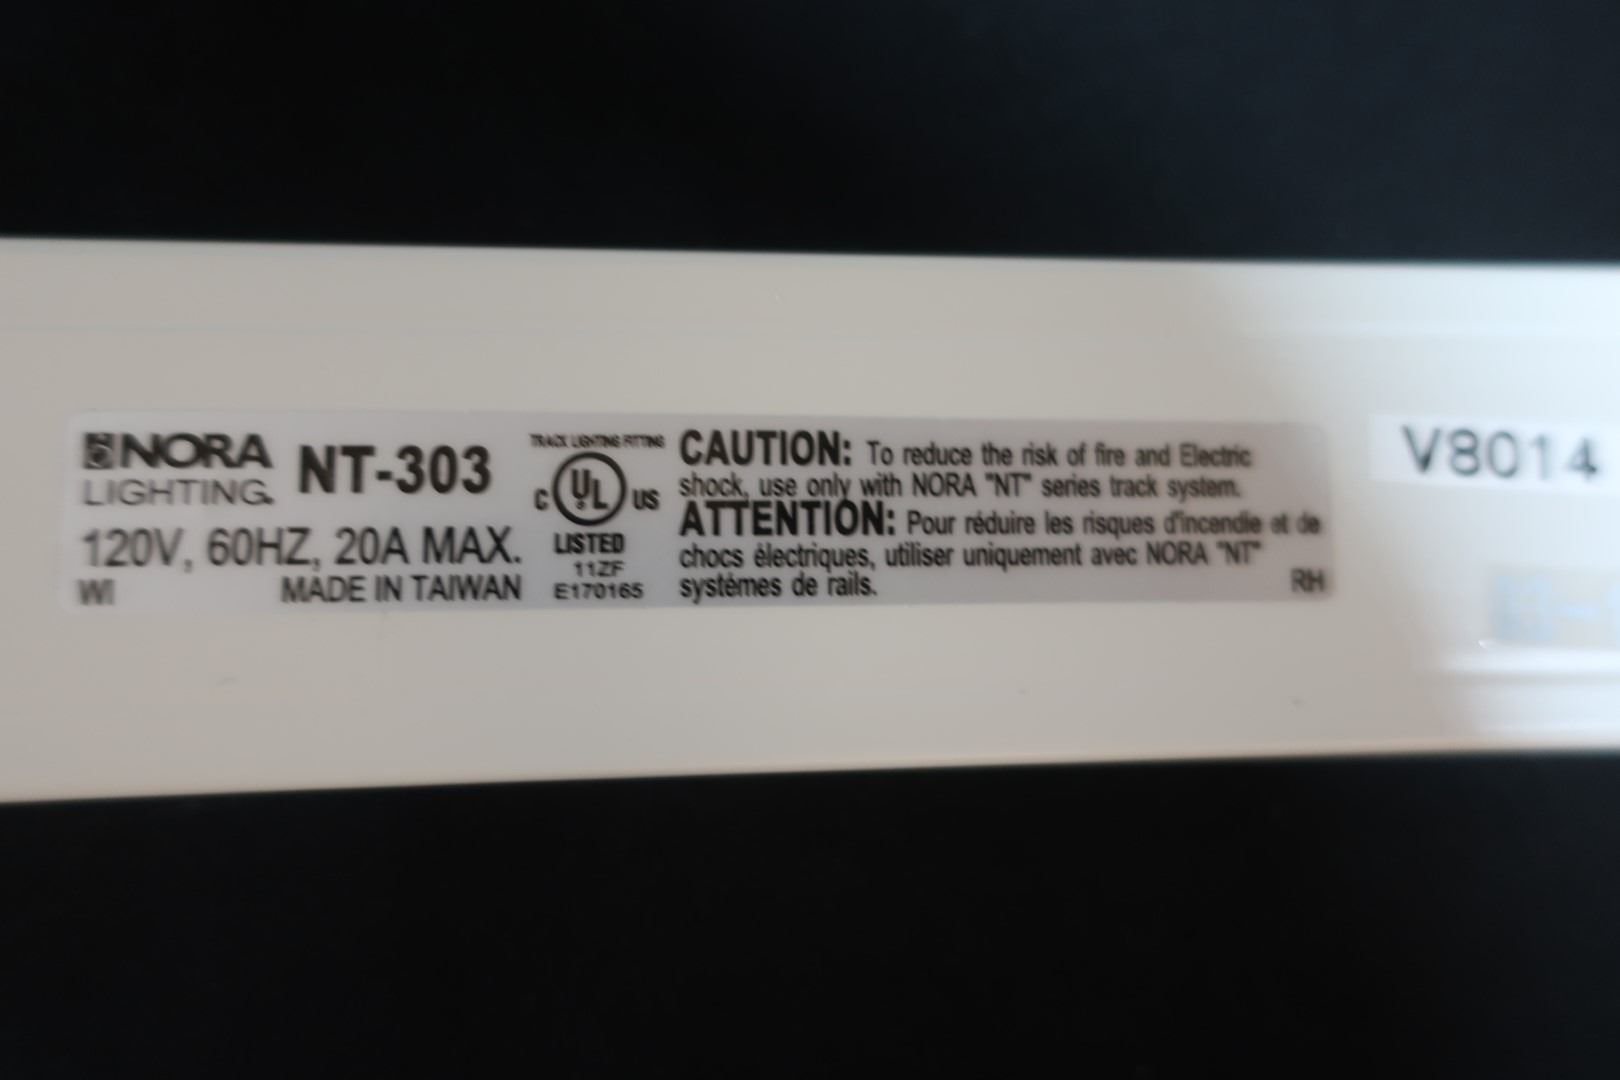 NORA
LIGHTING
NT-303
120V, 60HZ, 20A MAX.
WI MADE IN TAIWAN
TRACK LIGHTING FITTING
C UL US
LISTED
11ZF
E170165
CAUTION: To reduce the risk of fire and Electric
shock, use only with NORA "NT" series track system.
ATTENTION: Pour réduire les risques d'incendie et de
chocs électriques, utiliser uniquement avec NORA "NT"
systémes de rails.
RH
V8014